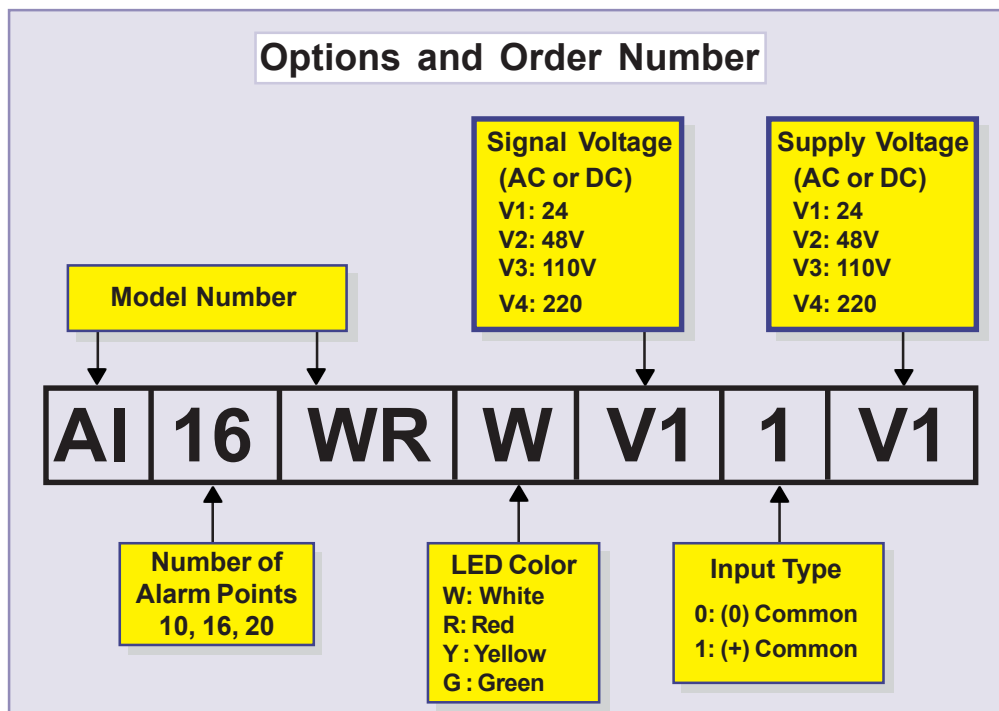 Options and Order Number
Signal Voltage
(AC or DC)
V1: 24
V2: 48V
V3: 110V
V4: 220
Supply Voltage
(AC or DC)
V1: 24
V2: 48V
V3: 110V
V4: 220
Model Number
AI 16 WR W V1 1 V1
Number of
Alarm Points
10, 16, 20
LED Color
W: White
R: Red
Y: Yellow
G : Green
Input Type
0: (0) Common
1: (+) Common